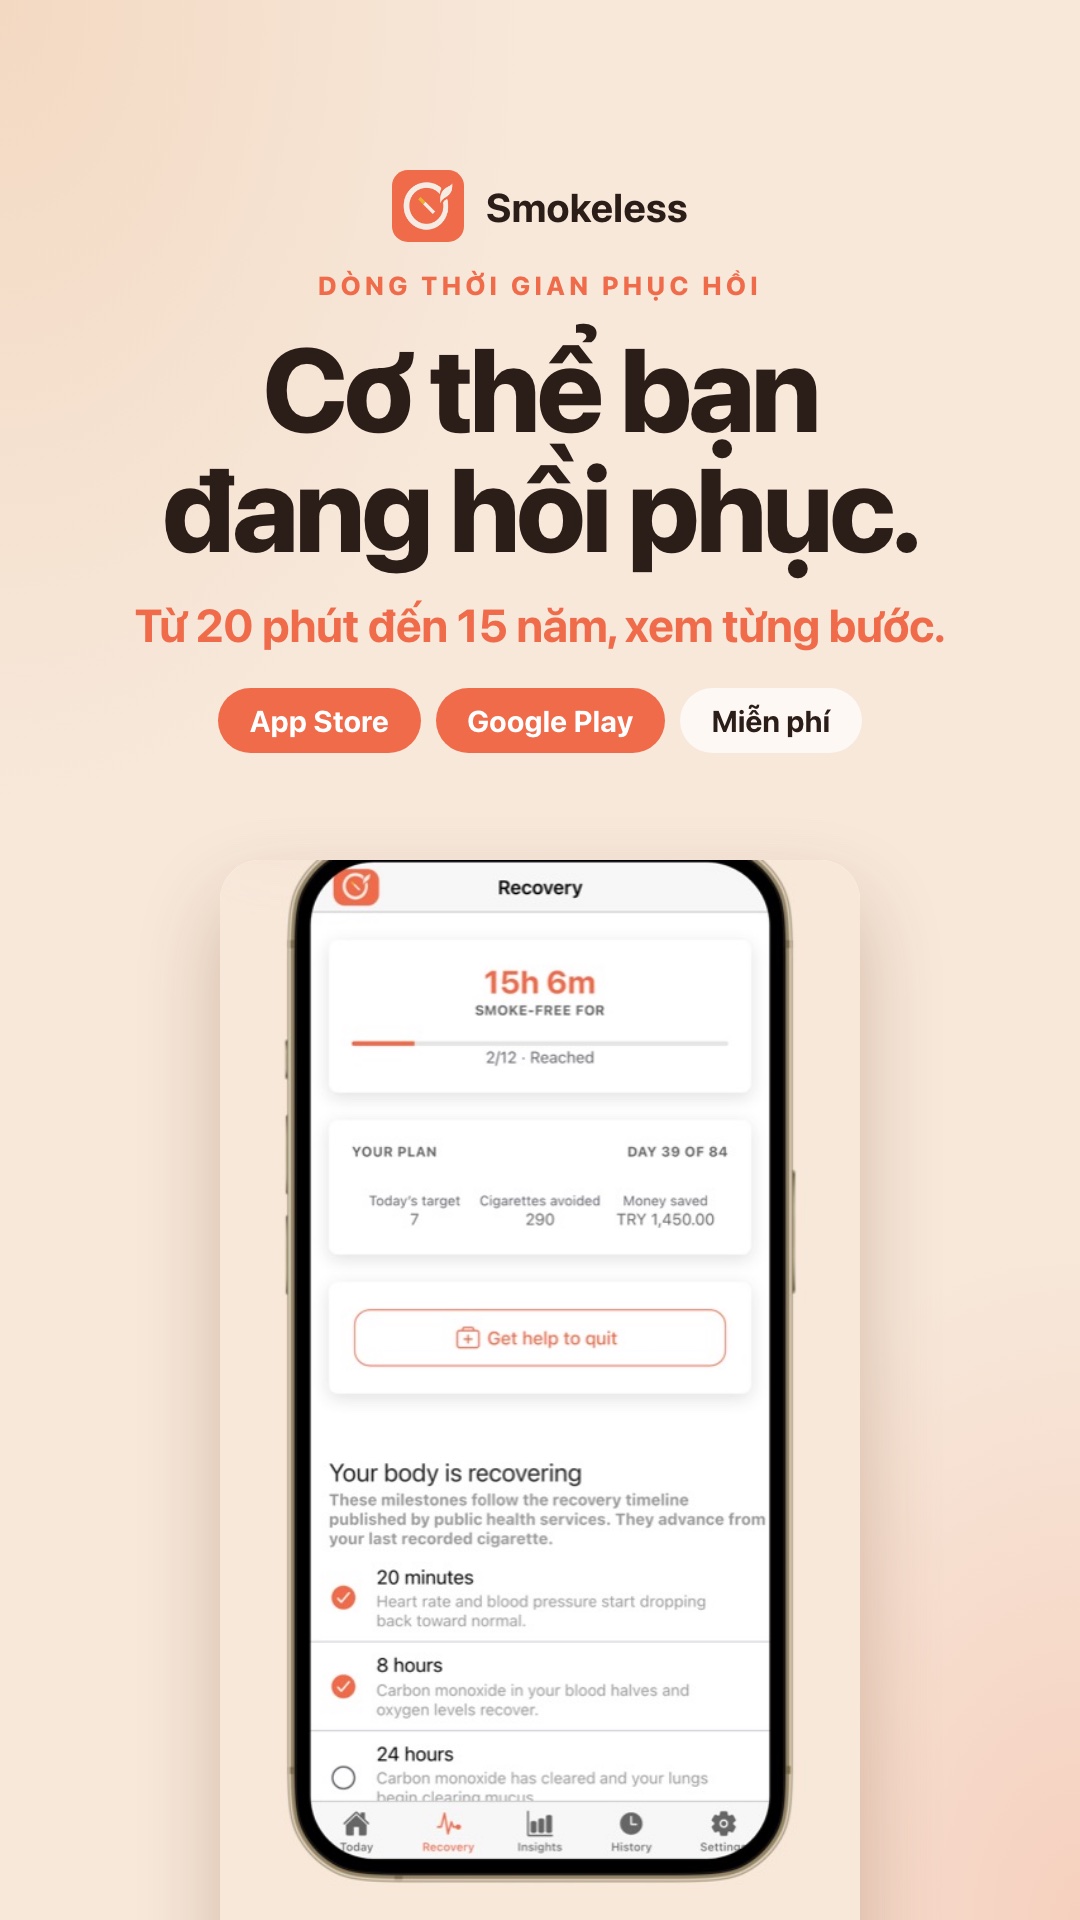 Smokeless
DÒNG THỜI GIAN PHỤC HỒI
Cơ thể bạn
đang hồi phục.
Từ 20 phút đến 15 năm, xem từng bước.
App Store
Google Play
Miễn phí
Recovery
15h 6m
SMOKE-FREE FOR
2/12 · Reached
YOUR PLAN
DAY 39 OF 84
Today's target
7
Cigarettes avoided
290
Money saved
TRY 1,450.00
Get help to quit
Your body is recovering
These milestones follow the recovery timeline
published by public health services. They advance from
your last recorded cigarette.
20 minutes
Heart rate and blood pressure start dropping
back toward normal.
8 hours
Carbon monoxide in your blood halves and
oxygen levels recover.
24 hours
Carbon monoxide has cleared and your lungs
begin clearing mucus
Today
Recovery
Insights
History
Settings